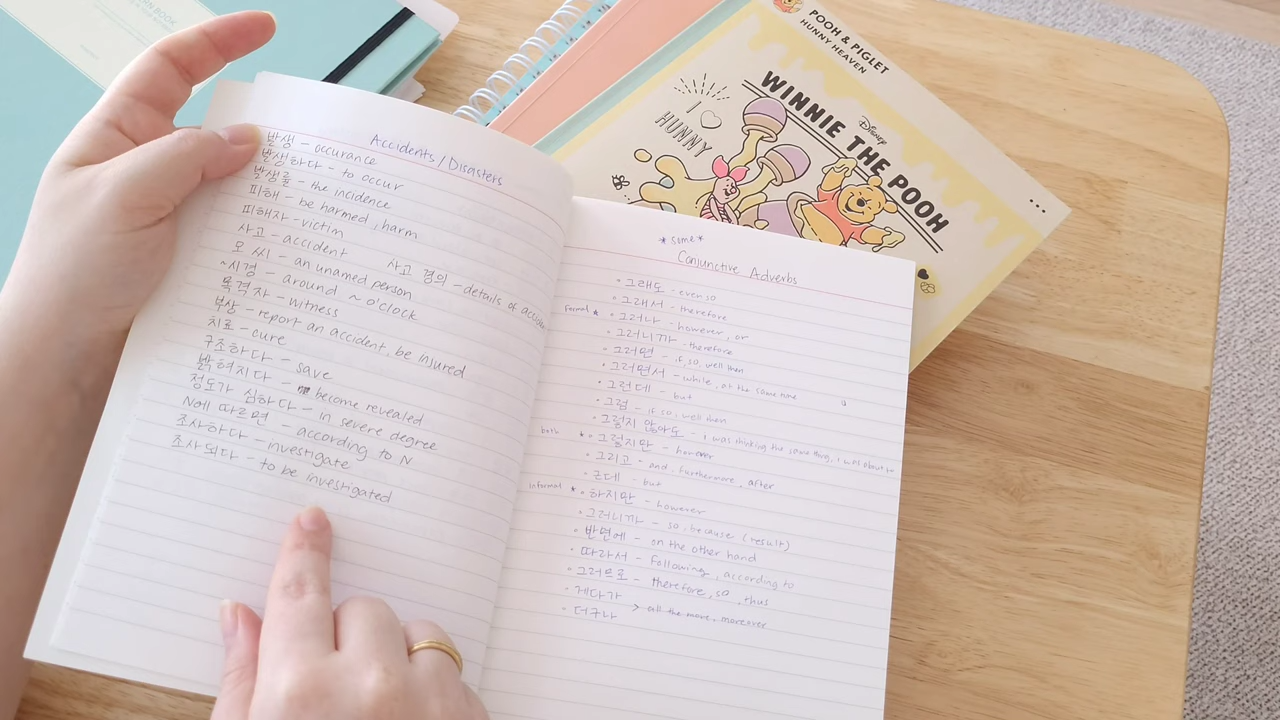 Accidents / Disasters
발생 - occurance
발생하다 - to occur
발생률 - the incidence
피해 - be harmed, harm
피해자 - victim
사고 - accident 사고 경의 - details of accident
모 씨 - an unamed person
~시경 - around ~ o'clock
목격자 - witness
부상 - report an accident, be injured
치료 - cure
구조하다 - save
밝혀지다 - become revealed
정도가 심하다 - in severe degree
N에 따르면 - according to N
조사하다 - investigate
조사되다 - to be investigated
*some*
Conjunctive Adverbs
• 그래도 - even so
• 그래서 - therefore
Formal * • 그러나 - however, or
• 그러니까 - therefore
• 그러면 - if so, well then
• 그러면서 - while, at the same time
• 그런데 - but
• 그럼 - if so, well then
• 그렇지 않아도 - I was thinking the same thing, I was about to
both * • 그렇지만 - however
• 그리고 - and, furthermore, after
• 근데 - but
informal * • 하지만 - however
• 그러니까 - so, because (result)
• 반면에 - on the other hand
• 따라서 - following, according to
• 그러므로 - therefore, so, thus
• 게다가
• 더구나 > all the more, moreover
POOH & PIGLET
HUNNY HEAVEN
I
HUNNY
Disney
WINNIE THE POOH